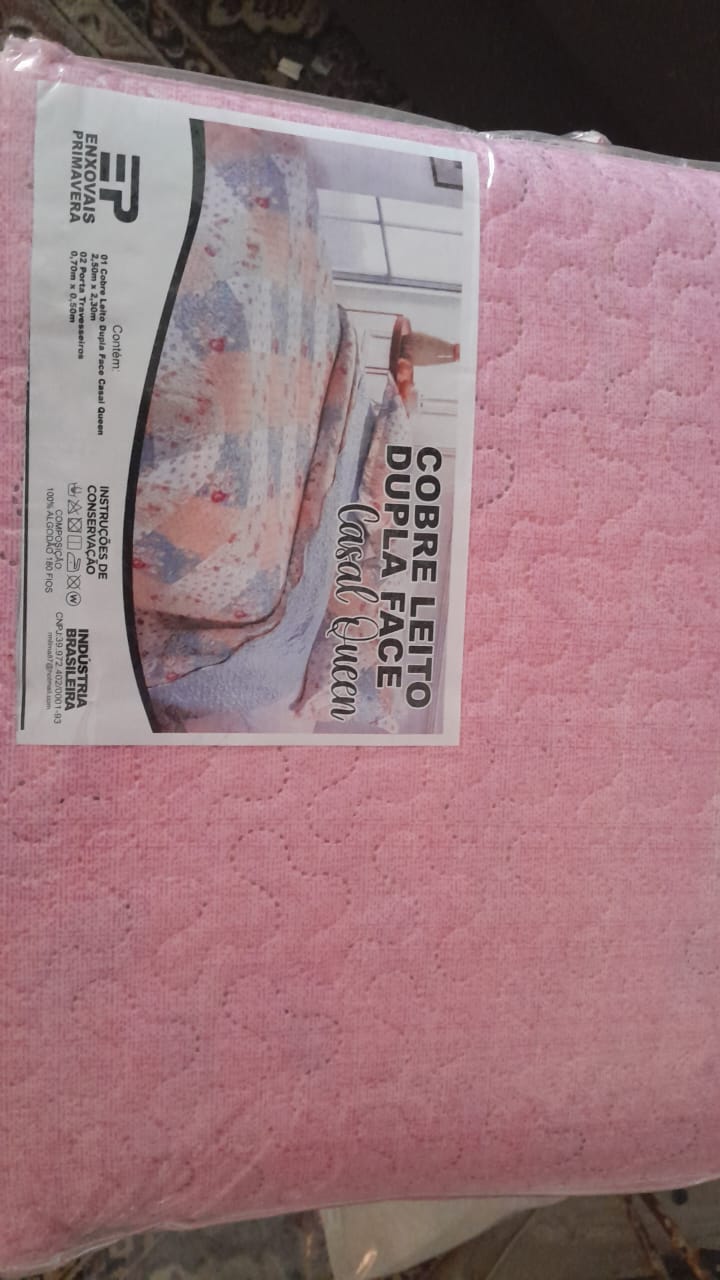 COBRE LEITO
DUPLA FACE
Casal Queen
EP
ENXOVAIS
PRIMAVERA
Contém:
01 Cobre Leito Dupla Face Casal Queen
2,50m x 2,30m
02 Porta Travesseiros
0,70m x 0,50m
INSTRUÇÕES DE
CONSERVAÇÃO
COMPOSIÇÃO
100% ALGODÃO 180 FIOS
INDÚSTRIA
BRASILEIRA
CNPJ:39.972.402/0001-93
rmlima87@hotmail.com